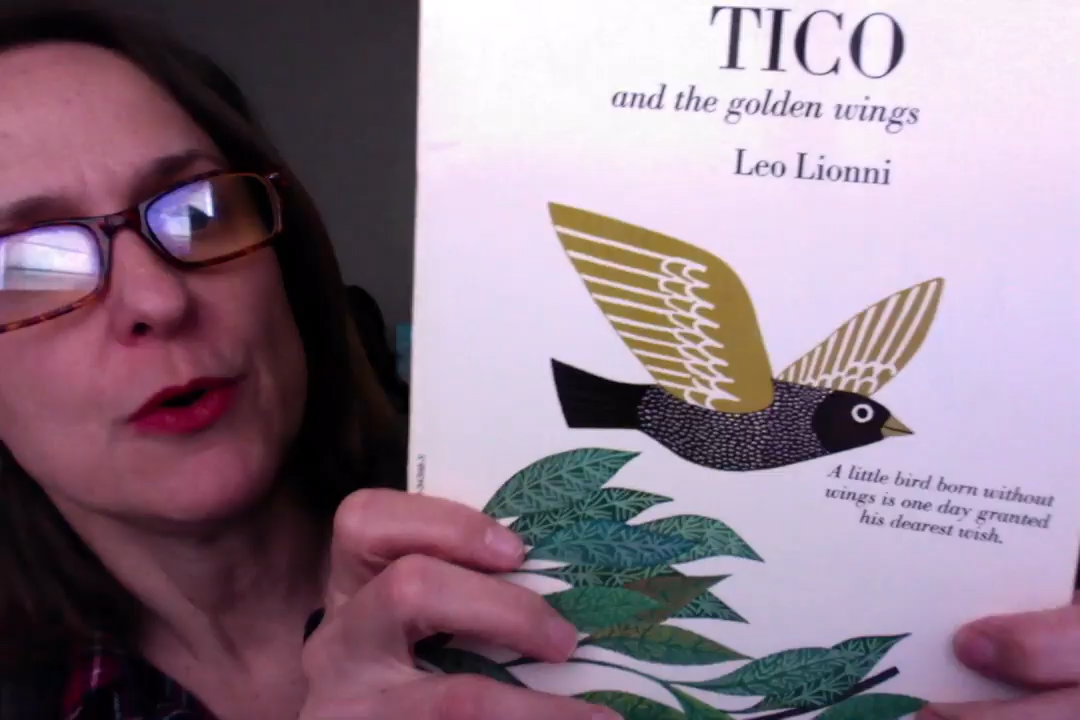 TICO
and the golden wings
Leo Lionni
A little bird born without
wings is one day granted
his dearest wish.